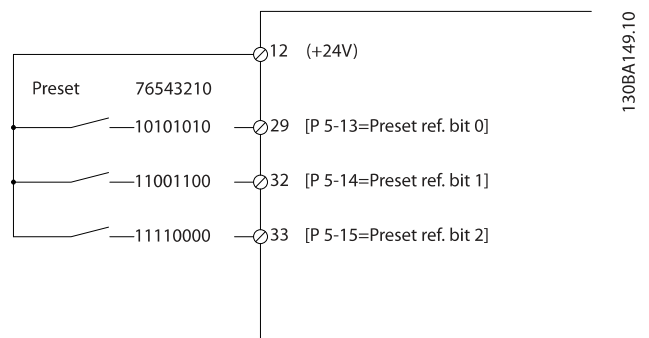 12 (+24V)
Preset 76543210
10101010 29 [P 5-13=Preset ref. bit 0]
11001100 32 [P 5-14=Preset ref. bit 1]
11110000 33 [P 5-15=Preset ref. bit 2]
130BA149.10